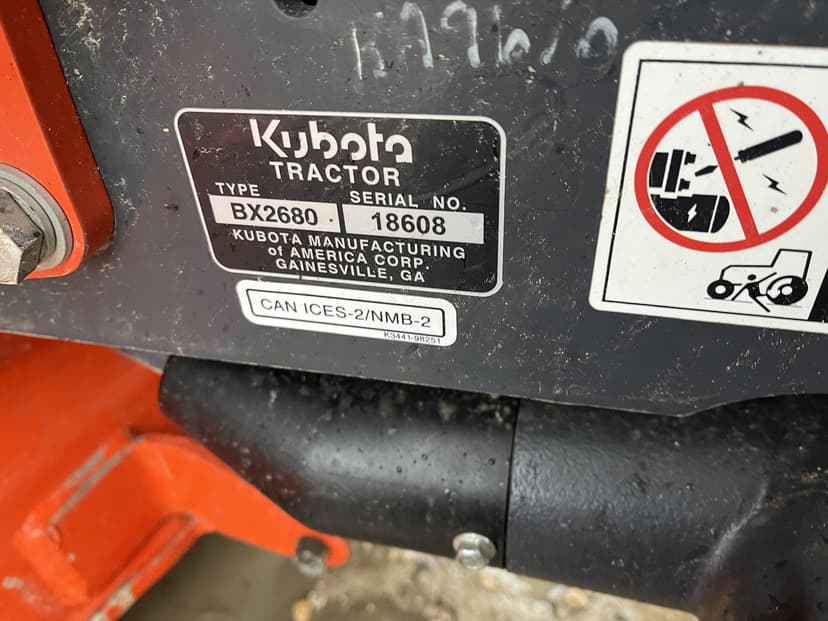 Kubota
TRACTOR
TYPE SERIAL NO.
BX2680 18608
KUBOTA MANUFACTURING
of AMERICA CORP.
GAINESVILLE, GA
CAN ICES-2/NMB-2
K3441-98251